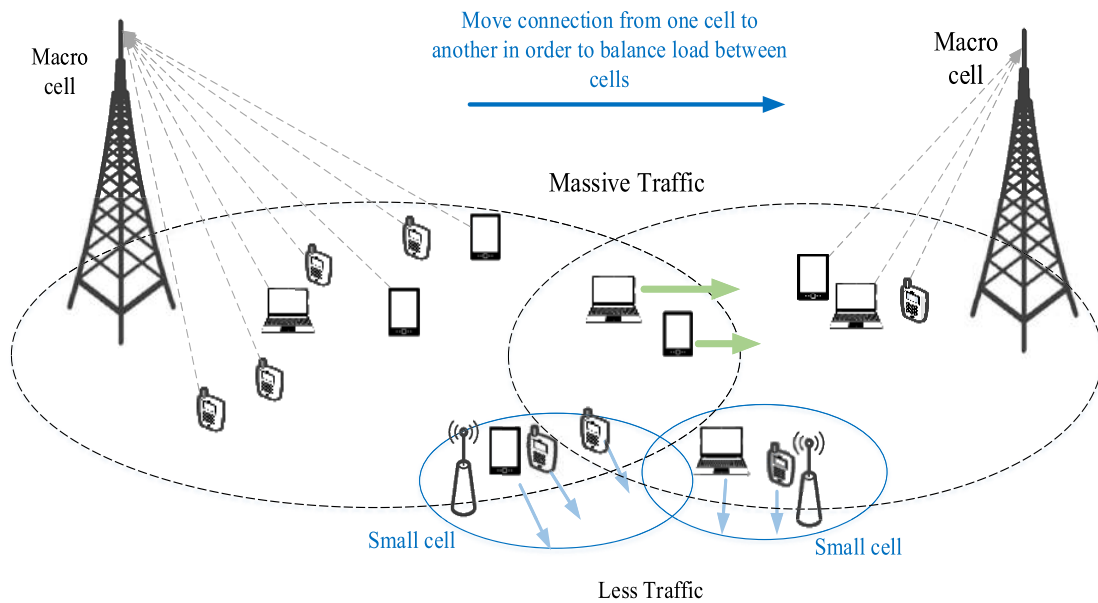 Move connection from one cell to
another in order to balance load between
cells
Macro
cell
Macro
cell
Massive Traffic
Small cell
Small cell
Less Traffic